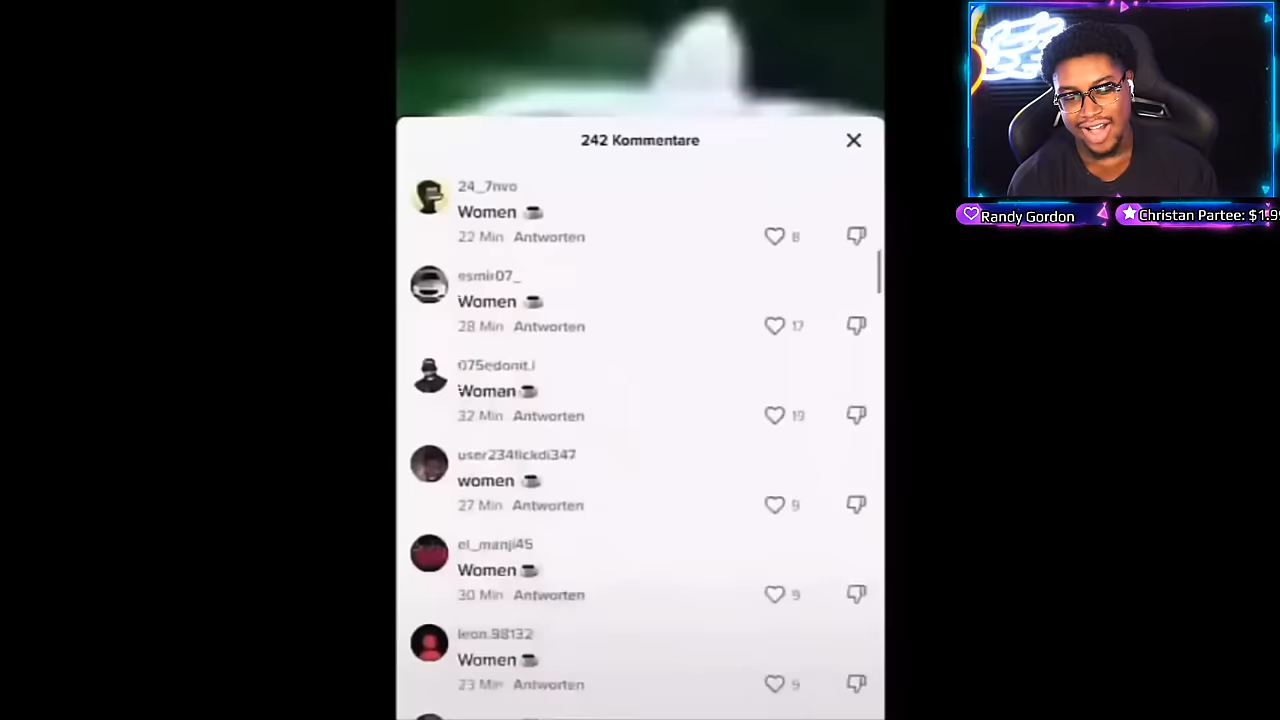 242 Kommentare
24_7nvo
Women ☕
22 Min Antworten
8
esmir07_
Women ☕
28 Min Antworten
17
075edonit.i
Woman ☕
32 Min Antworten
19
women ☕
27 Min Antworten
9
el_manji45
Women ☕
30 Min Antworten
9
leon.98132
Women ☕
23 Min Antworten
9
Randy Gordon
Christan Partee: $1.9